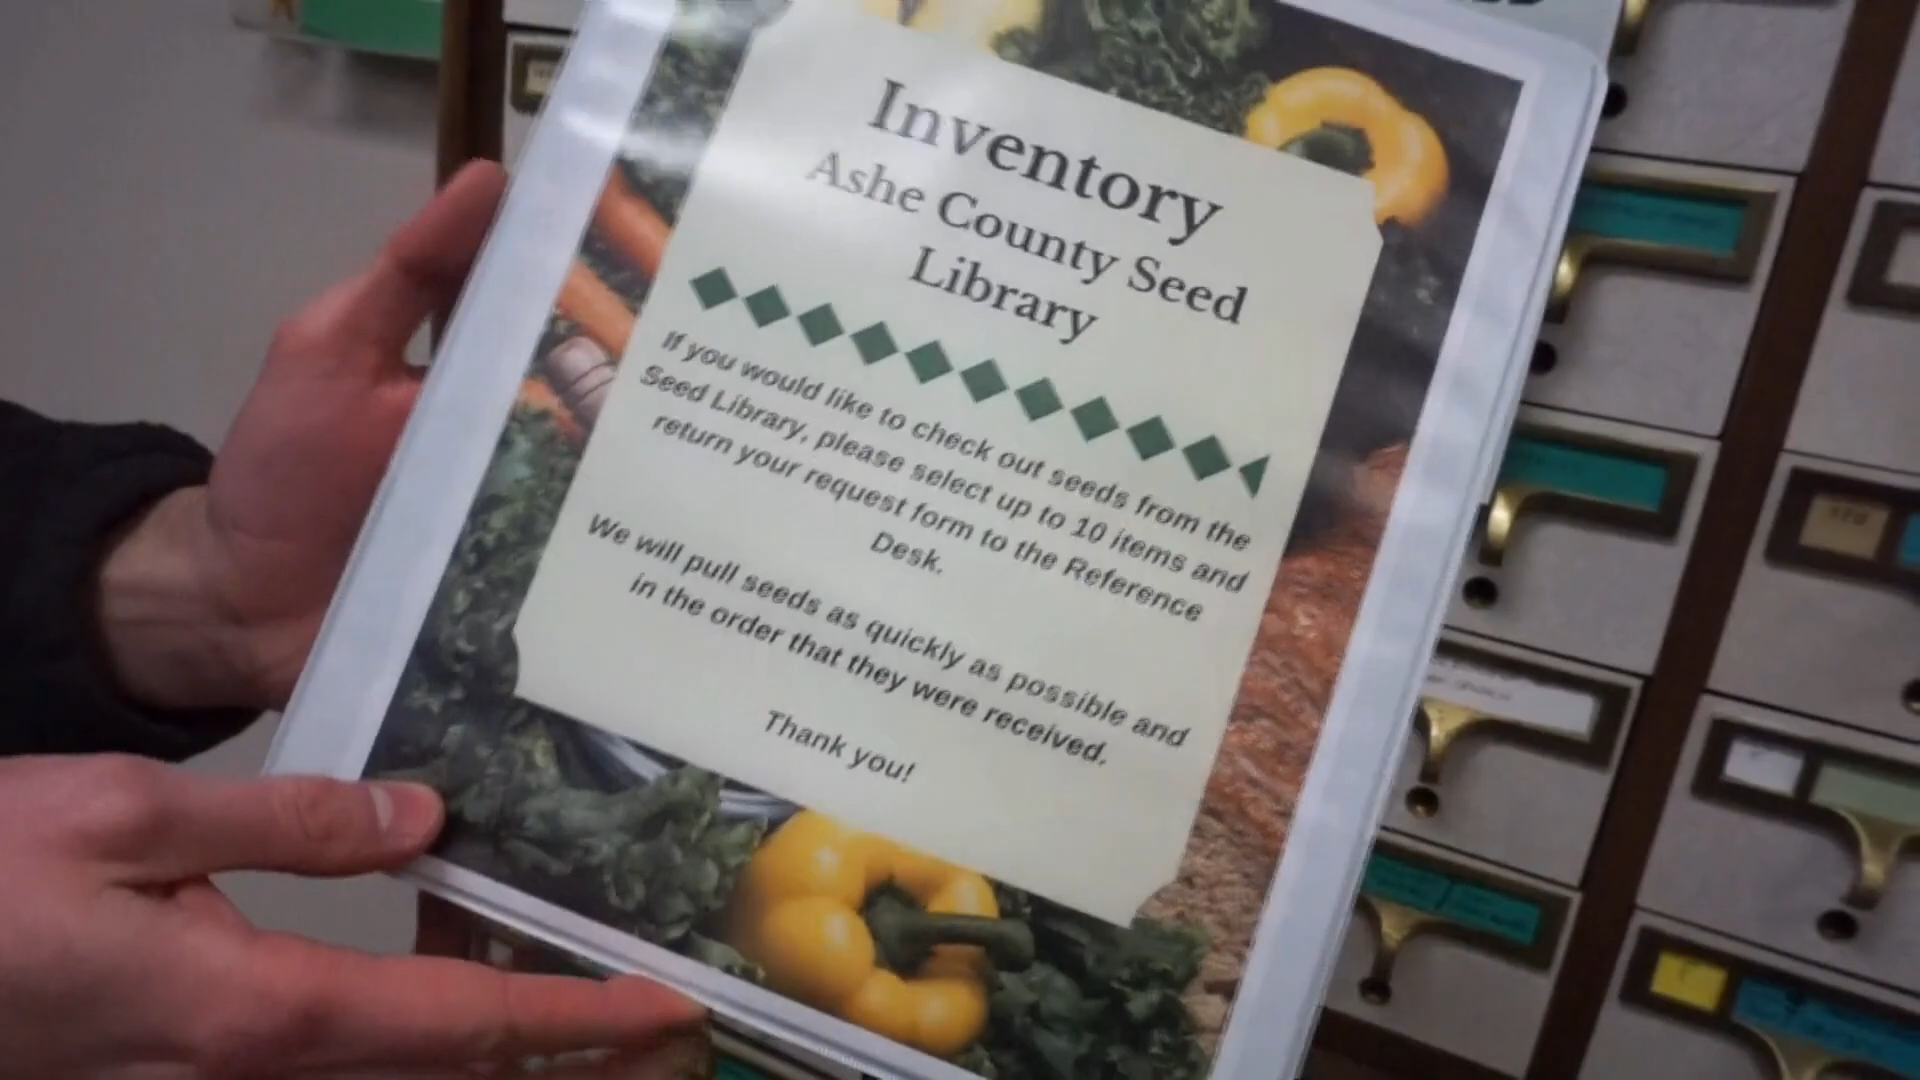 Inventory
Ashe County Seed
Library
If you would like to check out seeds from the
Seed Library, please select up to 10 items and
return your request form to the Reference
Desk.
We will pull seeds as quickly as possible and
in the order that they were received.
Thank you!